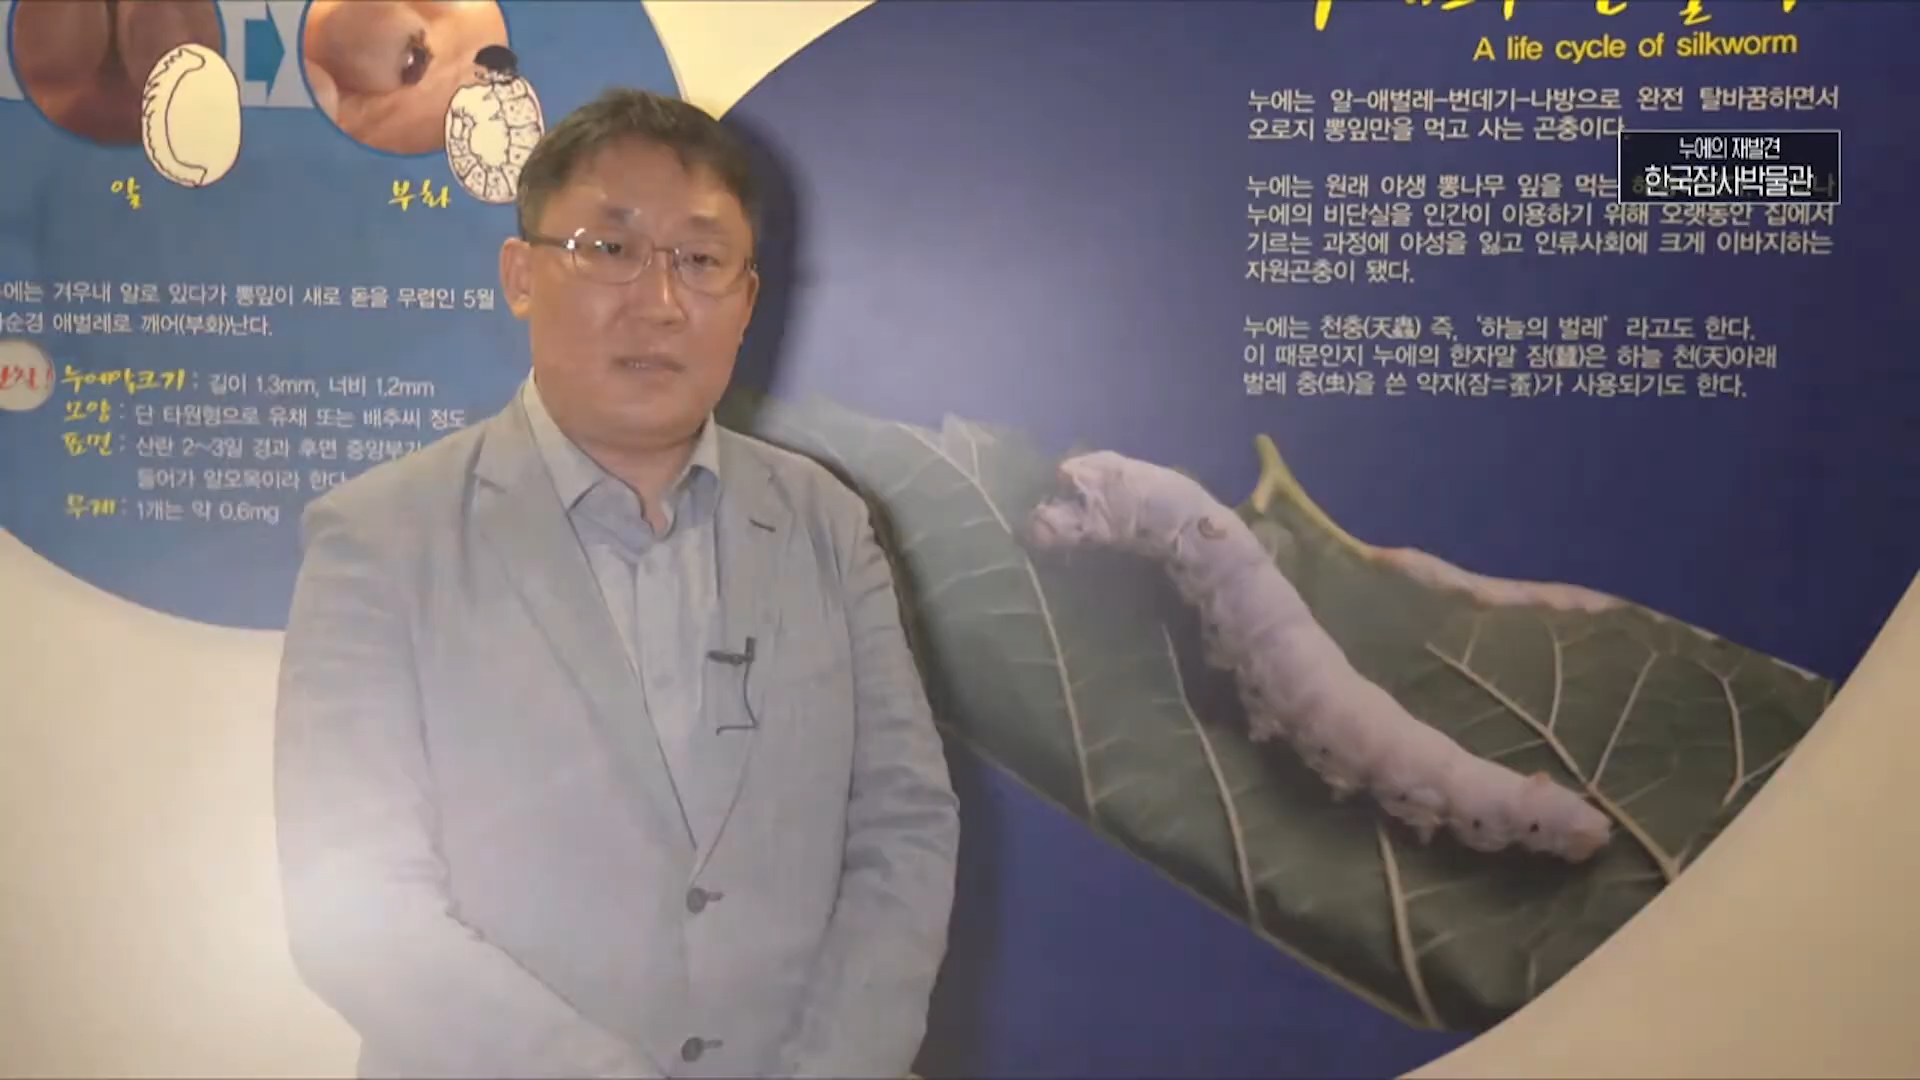 A life cycle of silkworm
누에는 알-애벌레-번데기-나방으로 완전 탈바꿈하면서
오로지 뽕잎만을 먹고 사는 곤충이다.
누에의 재발견
한국잠사박물관
누에는 원래 야생 뽕나무 잎을 먹는
누에의 비단실을 인간이 이용하기 위해 오랫동안 집에서
기르는 과정에 야성을 잃고 인류사회에 크게 이바지하는
자원곤충이 됐다.
누에는 천충(天蟲) 즉, '하늘의 벌레' 라고도 한다.
이 때문인지 누에의 한자말 잠(蠶)은 하늘 천(天)아래
벌레 충(虫)을 쓴 약자(잠=蚕)가 사용되기도 한다.
알
부화
에는 겨우내 알로 있다가 뽕잎이 새로 돋을 무렵인 5월
순경 애벌레로 깨어(부화)난다.
누에알크기 : 길이 1.3mm, 너비 1.2mm
모양 : 단 타원형으로 유채 또는 배추씨 정도
표면 : 산란 2~3일 경과 후면 중앙부가
들어가 알오목이라 한다
무게 : 1개는 약 0.6mg